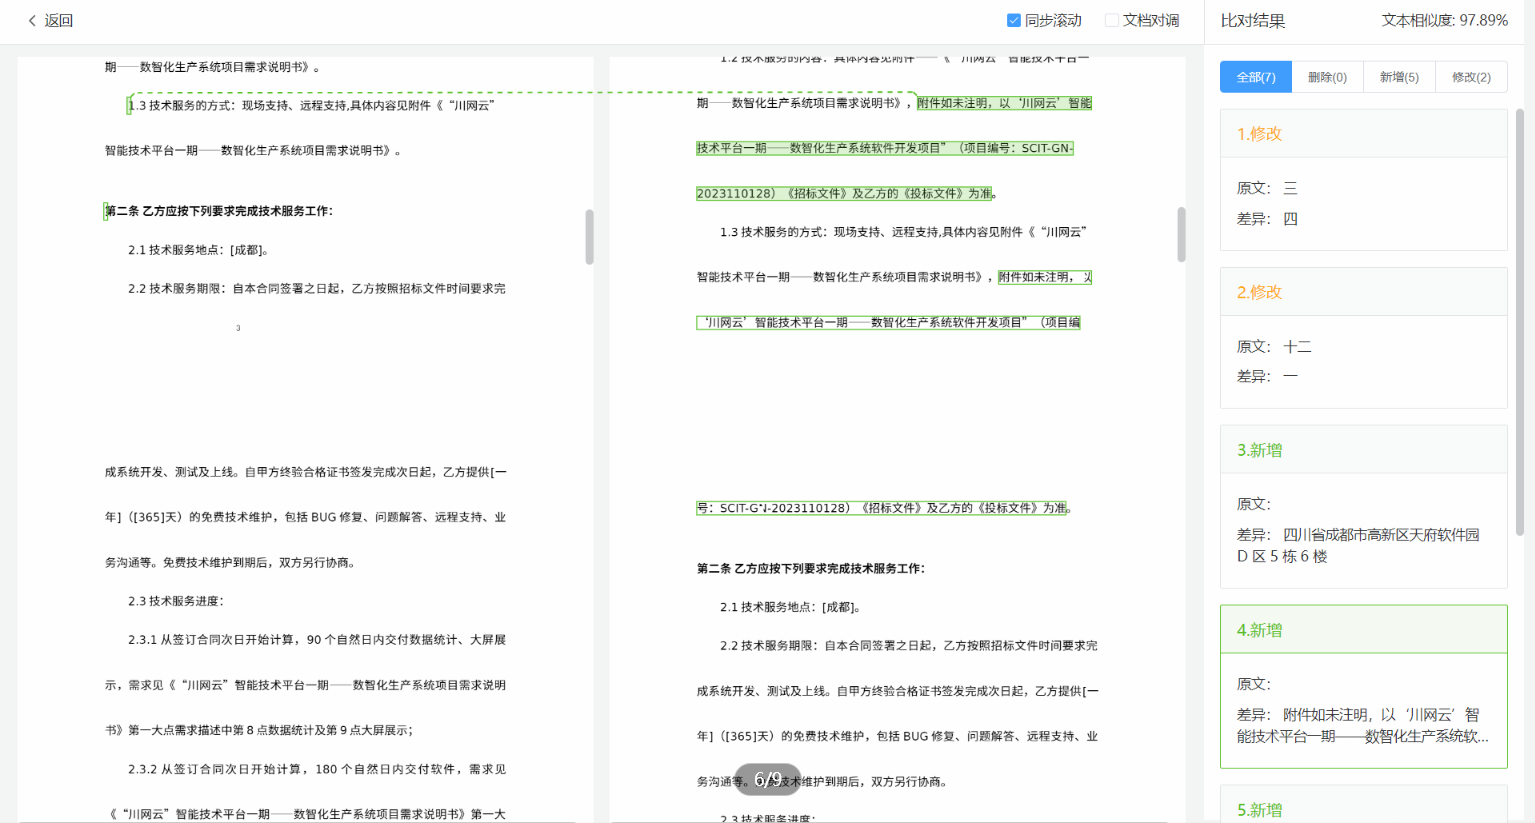 返回
同步滚动
文档对调
比对结果
文本相似度: 97.89%
期——数智化生产系统项目需求说明书》。
1.3 技术服务的方式：现场支持、远程支持,具体内容见附件《 “川网云”
智能技术平台一期——数智化生产系统项目需求说明书》。
第二条 乙方应按下列要求完成技术服务工作：
2.1 技术服务地点：[成都]。
2.2 技术服务期限：自本合同签署之日起，乙方按照招标文件时间要求完
3
成系统开发、测试及上线。自甲方终验合格证书签发完成次日起，乙方提供[一
年]（[365]天）的免费技术维护，包括 BUG 修复、问题解答、远程支持、业
务沟通等。免费技术维护到期后，双方另行协商。
2.3 技术服务进度：
2.3.1 从签订合同次日开始计算，90 个自然日内交付数据统计、大屏展
示，需求见《 “川网云”智能技术平台一期——数智化生产系统项目需求说明
书》第一大点需求描述中第 8 点数据统计及第 9 点大屏展示；
2.3.2 从签订合同次日开始计算，180 个自然日内交付软件，需求见
《 “川网云”智能技术平台一期——数智化生产系统项目需求说明书》第一大
1.2 技术服务的内容：具体内容见附件——《 “川网云”智能技术平台一
期——数智化生产系统项目需求说明书》，附件如未注明，以‘川网云’智能
技术平台一期——数智化生产系统软件开发项目”（项目编号：SCIT-GN-
2023110128）《招标文件》及乙方的《投标文件》为准。
1.3 技术服务的方式：现场支持、远程支持,具体内容见附件《 “川网云”
智能技术平台一期——数智化生产系统项目需求说明书》，附件如未注明， 以
‘川网云’智能技术平台一期——数智化生产系统软件开发项目”（项目编
号：SCIT-GN-2023110128）《招标文件》及乙方的《投标文件》为准。
第二条 乙方应按下列要求完成技术服务工作：
2.1 技术服务地点：[成都]。
2.2 技术服务期限：自本合同签署之日起，乙方按照招标文件时间要求完
成系统开发、测试及上线。自甲方终验合格证书签发完成次日起，乙方提供[一
年]（[365]天）的免费技术维护，包括 BUG 修复、问题解答、远程支持、业
务沟通等。免费技术维护到期后，双方另行协商。
6/9
2.3 技术服务进度：
全部(7)
删除(0)
新增(5)
修改(2)
1.修改
原文： 三
差异： 四
2.修改
原文： 十二
差异： 一
3.新增
原文：
差异： 四川省成都市高新区天府软件园
D 区 5 栋 6 楼
4.新增
原文：
差异： 附件如未注明，以‘川网云’智
能技术平台一期——数智化生产系统软...
5.新增